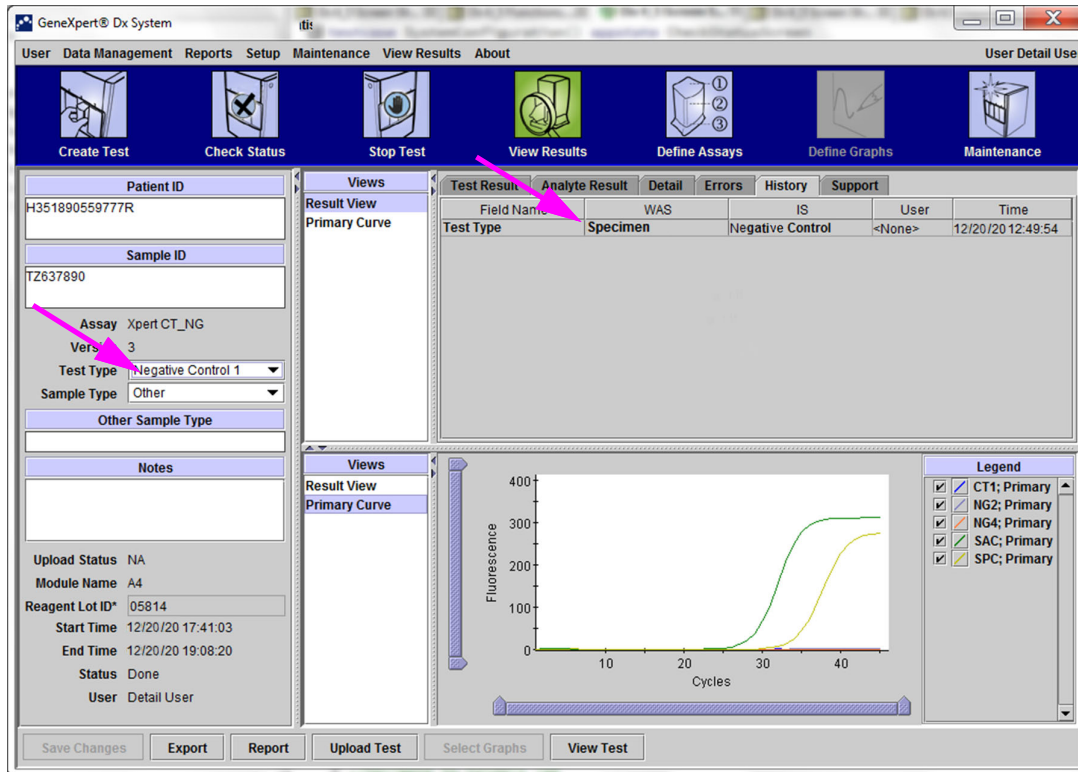 GeneXpert® Dx System
User Data Management Reports Setup Maintenance View Results About User Detail Use
Create Test Check Status Stop Test View Results Define Assays Define Graphs Maintenance
① ② ③
Patient ID
H351890559777R
Sample ID
TZ637890
Assay Xpert CT_NG
3
Test Type Negative Control 1
Sample Type Other
Other Sample Type
Notes
Upload Status NA
Module Name A4
Reagent Lot ID* 05814
Start Time 12/20/20 17:41:03
End Time 12/20/20 19:08:20
Status Done
User Detail User
Views
Result View
Primary Curve
Test Result Analyte Result Detail Errors History Support
Field Name WAS IS User Time
Test Type Specimen Negative Control <None> 12/20/20 12:49:54
Views
Result View
Primary Curve
400
300
200
100
0
Fluorescence
10 20 30 40
Cycles
Legend
CT1; Primary
NG2; Primary
NG4; Primary
SAC; Primary
SPC; Primary
Save Changes Export Report Upload Test Select Graphs View Test